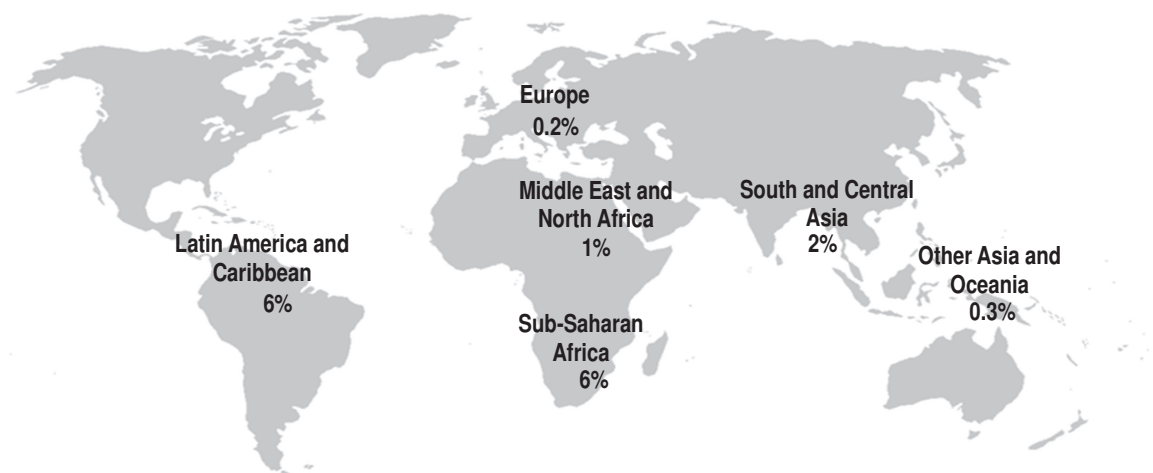 Europe
0.2%
Middle East and
North Africa
1%
South and Central
Asia
2%
Latin America and
Caribbean
6%
Other Asia and
Oceania
0.3%
Sub-Saharan
Africa
6%